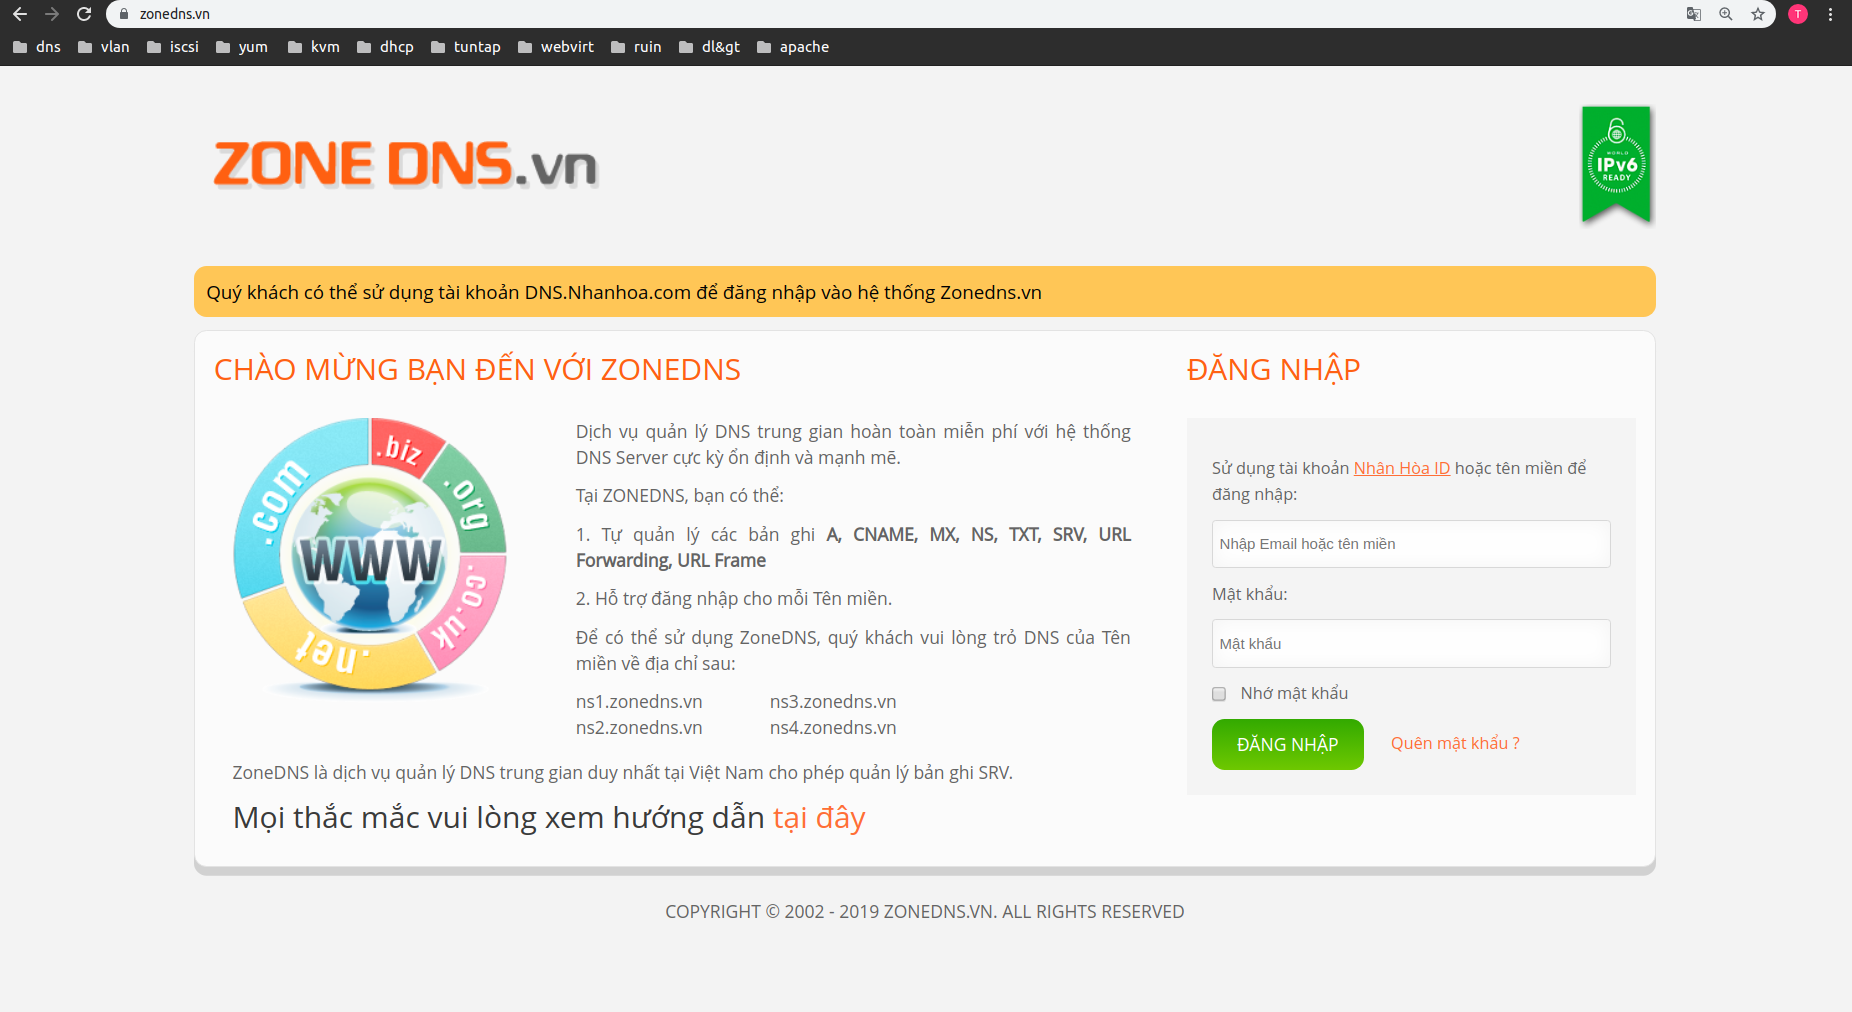 zonedns.vn
T
dns vlan iscsi yum kvm dhcp tuntap webvirt ruin dl&gt apache
ZONE DNS.vn
WORLD
IPv6
READY
Quý khách có thể sử dụng tài khoản DNS.Nhanhoa.com để đăng nhập vào hệ thống Zonedns.vn
CHÀO MỪNG BẠN ĐẾN VỚI ZONEDNS
.com
.biz
.org
.co.uk
.net
WWW
Dịch vụ quản lý DNS trung gian hoàn toàn miễn phí với hệ thống
DNS Server cực kỳ ổn định và mạnh mẽ.
Tại ZONEDNS, bạn có thể:
1. Tự quản lý các bản ghi A, CNAME, MX, NS, TXT, SRV, URL
Forwarding, URL Frame
2. Hỗ trợ đăng nhập cho mỗi Tên miền.
Để có thể sử dụng ZoneDNS, quý khách vui lòng trỏ DNS của Tên
miền về địa chỉ sau:
ns1.zonedns.vn ns3.zonedns.vn
ns2.zonedns.vn ns4.zonedns.vn
ZoneDNS là dịch vụ quản lý DNS trung gian duy nhất tại Việt Nam cho phép quản lý bản ghi SRV.
Mọi thắc mắc vui lòng xem hướng dẫn tại đây
ĐĂNG NHẬP
Sử dụng tài khoản Nhân Hòa ID hoặc tên miền để
đăng nhập:
Nhập Email hoặc tên miền
Mật khẩu:
Mật khẩu
Nhớ mật khẩu
ĐĂNG NHẬP Quên mật khẩu ?
COPYRIGHT © 2002 - 2019 ZONEDNS.VN. ALL RIGHTS RESERVED